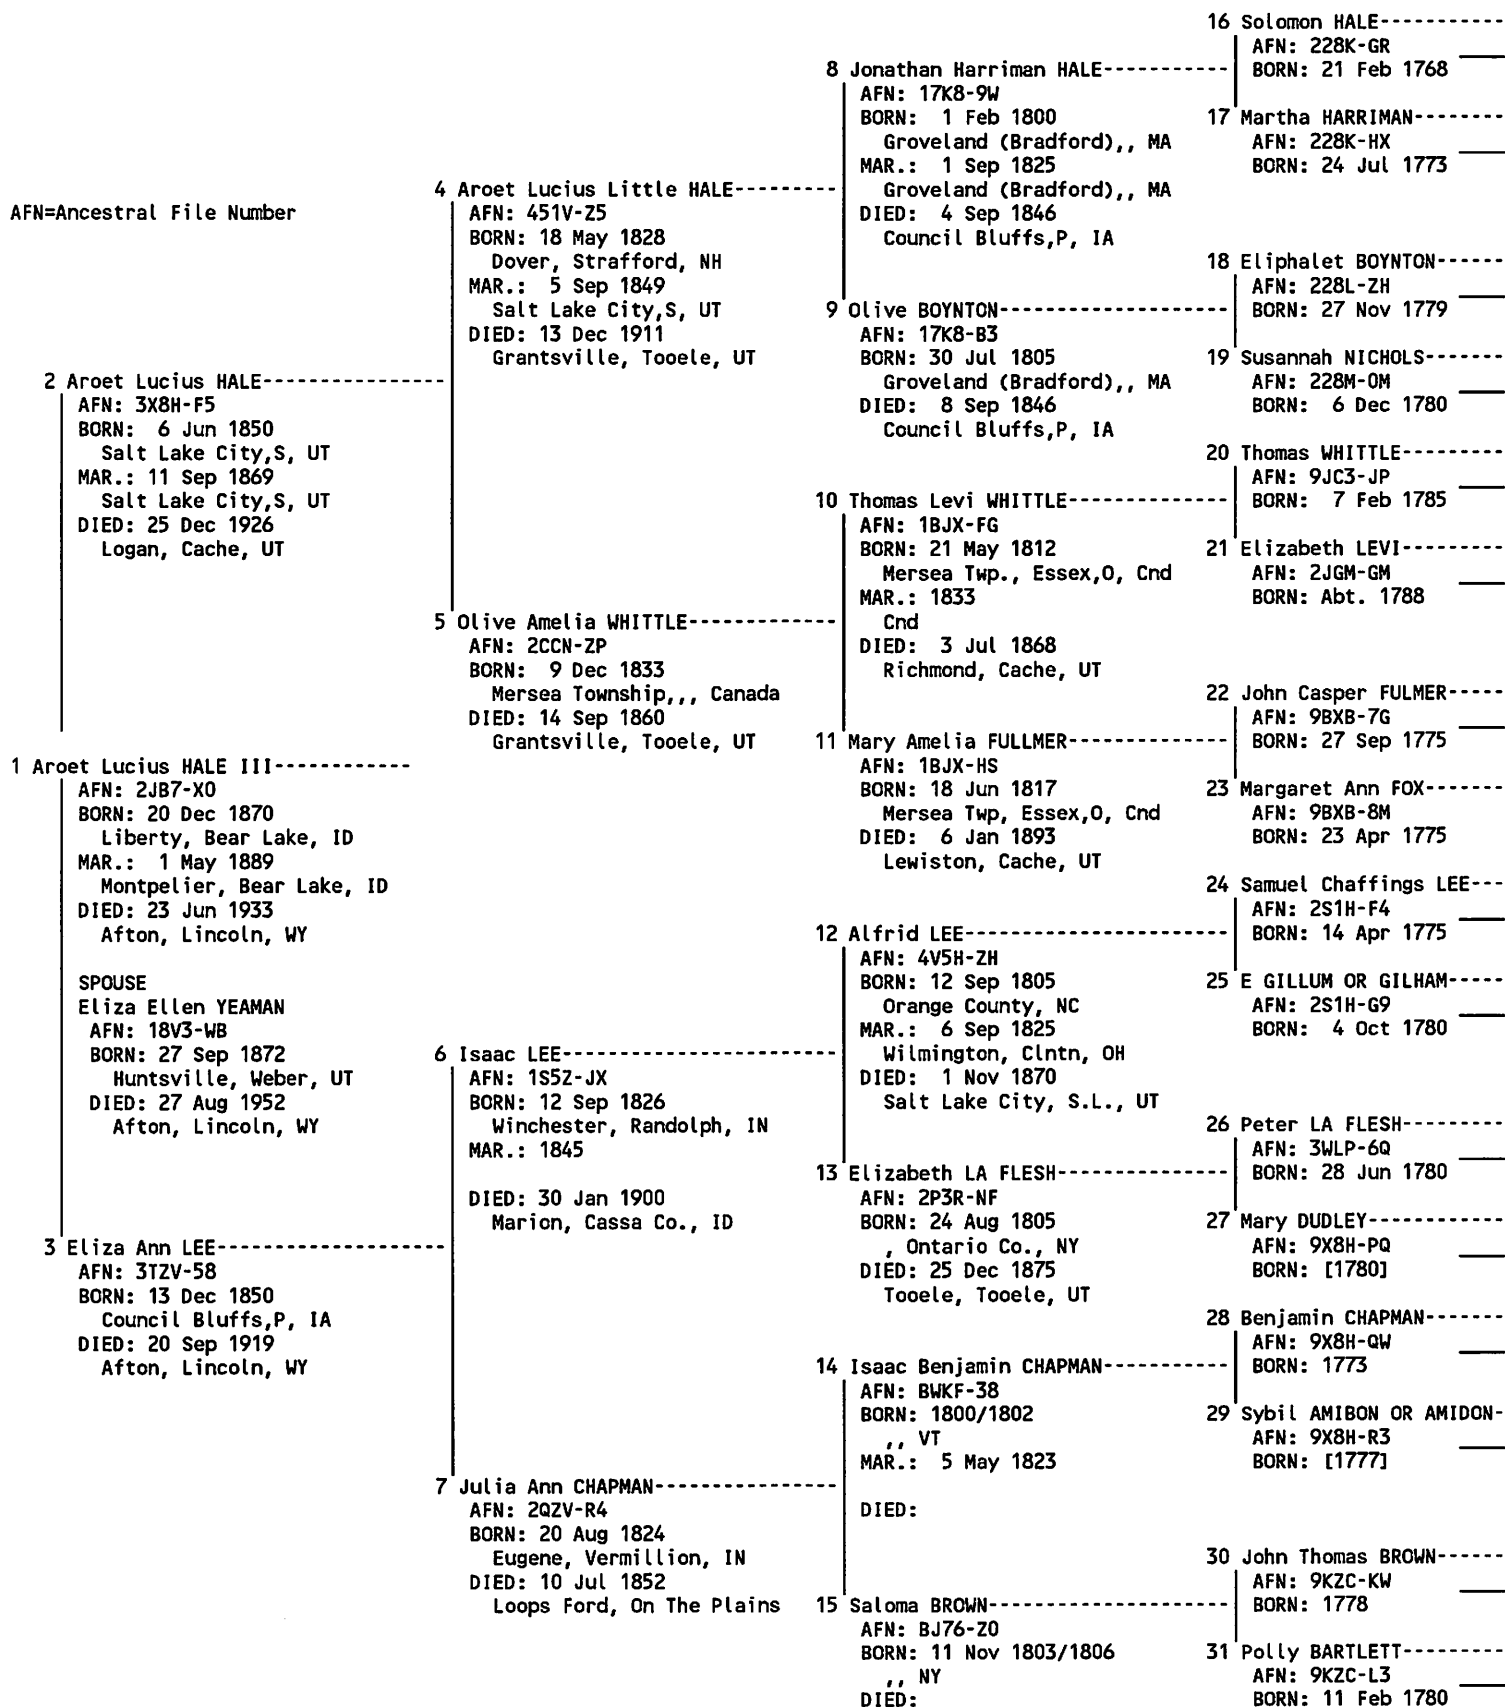 AFN=Ancestral File Number
1 Aroet Lucius HALE III
AFN: 2JB7-X0
BORN: 20 Dec 1870
Liberty, Bear Lake, ID
MAR.: 1 May 1889
Montpelier, Bear Lake, ID
DIED: 23 Jun 1933
Afton, Lincoln, WY
SPOUSE
Eliza Ellen YEAMAN
AFN: 18V3-WB
BORN: 27 Sep 1872
Huntsville, Weber, UT
DIED: 27 Aug 1952
Afton, Lincoln, WY
2 Aroet Lucius HALE
AFN: 3X8H-F5
BORN: 6 Jun 1850
Salt Lake City,S, UT
MAR.: 11 Sep 1869
Salt Lake City,S, UT
DIED: 25 Dec 1926
Logan, Cache, UT
3 Eliza Ann LEE
AFN: 3TZV-58
BORN: 13 Dec 1850
Council Bluffs,P, IA
DIED: 20 Sep 1919
Afton, Lincoln, WY
4 Aroet Lucius Little HALE
AFN: 451V-Z5
BORN: 18 May 1828
Dover, Strafford, NH
MAR.: 5 Sep 1849
Salt Lake City,S, UT
DIED: 13 Dec 1911
Grantsville, Tooele, UT
5 Olive Amelia WHITTLE
AFN: 2CCN-ZP
BORN: 9 Dec 1833
Mersea Township,,, Canada
DIED: 14 Sep 1860
Grantsville, Tooele, UT
6 Isaac LEE
AFN: 1S5Z-JX
BORN: 12 Sep 1826
Winchester, Randolph, IN
MAR.: 1845
DIED: 30 Jan 1900
Marion, Cassa Co., ID
7 Julia Ann CHAPMAN
AFN: 2QZV-R4
BORN: 20 Aug 1824
Eugene, Vermillion, IN
DIED: 10 Jul 1852
Loops Ford, On The Plains
8 Jonathan Harriman HALE
AFN: 17K8-9W
BORN: 1 Feb 1800
Groveland (Bradford),, MA
MAR.: 1 Sep 1825
Groveland (Bradford),, MA
DIED: 4 Sep 1846
Council Bluffs,P, IA
9 Olive BOYNTON
AFN: 17K8-B3
BORN: 30 Jul 1805
Groveland (Bradford),, MA
DIED: 8 Sep 1846
Council Bluffs,P, IA
10 Thomas Levi WHITTLE
AFN: 1BJX-FG
BORN: 21 May 1812
Mersea Twp., Essex,O, Cnd
MAR.: 1833
Cnd
DIED: 3 Jul 1868
Richmond, Cache, UT
11 Mary Amelia FULLMER
AFN: 1BJX-HS
BORN: 18 Jun 1817
Mersea Twp, Essex,O, Cnd
DIED: 6 Jan 1893
Lewiston, Cache, UT
12 Alfrid LEE
AFN: 4V5H-ZH
BORN: 12 Sep 1805
Orange County, NC
MAR.: 6 Sep 1825
Wilmington, Clntn, OH
DIED: 1 Nov 1870
Salt Lake City, S.L., UT
13 Elizabeth LA FLESH
AFN: 2P3R-NF
BORN: 24 Aug 1805
, Ontario Co., NY
DIED: 25 Dec 1875
Tooele, Tooele, UT
14 Isaac Benjamin CHAPMAN
AFN: BWKF-38
BORN: 1800/1802
,, VT
MAR.: 5 May 1823
DIED:
15 Saloma BROWN
AFN: BJ76-Z0
BORN: 11 Nov 1803/1806
,, NY
DIED:
16 Solomon HALE
AFN: 228K-GR
BORN: 21 Feb 1768
17 Martha HARRIMAN
AFN: 228K-HX
BORN: 24 Jul 1773
18 Eliphalet BOYNTON
AFN: 228L-ZH
BORN: 27 Nov 1779
19 Susannah NICHOLS
AFN: 228M-0M
BORN: 6 Dec 1780
20 Thomas WHITTLE
AFN: 9JC3-JP
BORN: 7 Feb 1785
21 Elizabeth LEVI
AFN: 2JGM-GM
BORN: Abt. 1788
22 John Casper FULMER
AFN: 9BXB-7G
BORN: 27 Sep 1775
23 Margaret Ann FOX
AFN: 9BXB-8M
BORN: 23 Apr 1775
24 Samuel Chaffings LEE
AFN: 2S1H-F4
BORN: 14 Apr 1775
25 E GILLUM OR GILHAM
AFN: 2S1H-G9
BORN: 4 Oct 1780
26 Peter LA FLESH
AFN: 3WLP-6Q
BORN: 28 Jun 1780
27 Mary DUDLEY
AFN: 9X8H-PQ
BORN: [1780]
28 Benjamin CHAPMAN
AFN: 9X8H-QW
BORN: 1773
29 Sybil AMIBON OR AMIDON
AFN: 9X8H-R3
BORN: [1777]
30 John Thomas BROWN
AFN: 9KZC-KW
BORN: 1778
31 Polly BARTLETT
AFN: 9KZC-L3
BORN: 11 Feb 1780